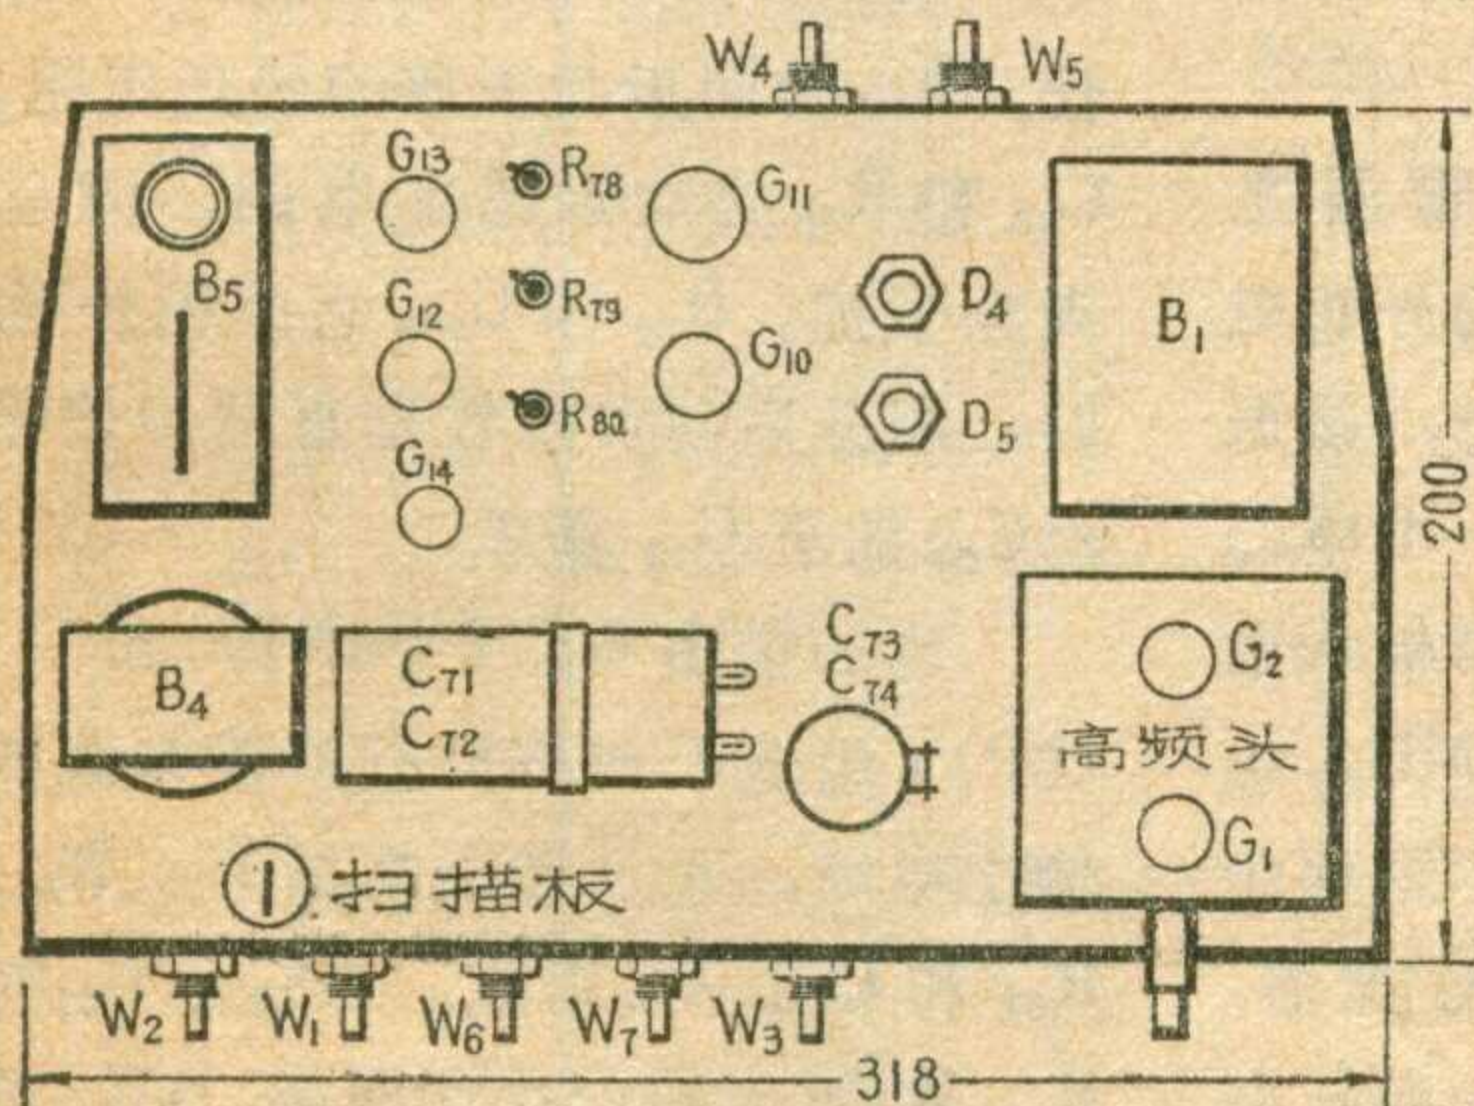 W4 W5
G13 R78 G11
B5 G12 R79 G10 D4 B1
G14 R80 D5
200
B4 C71 C73 G2
C72 C74
高频头
G1
① 扫描板
W2 W1 W6 W7 W3
318